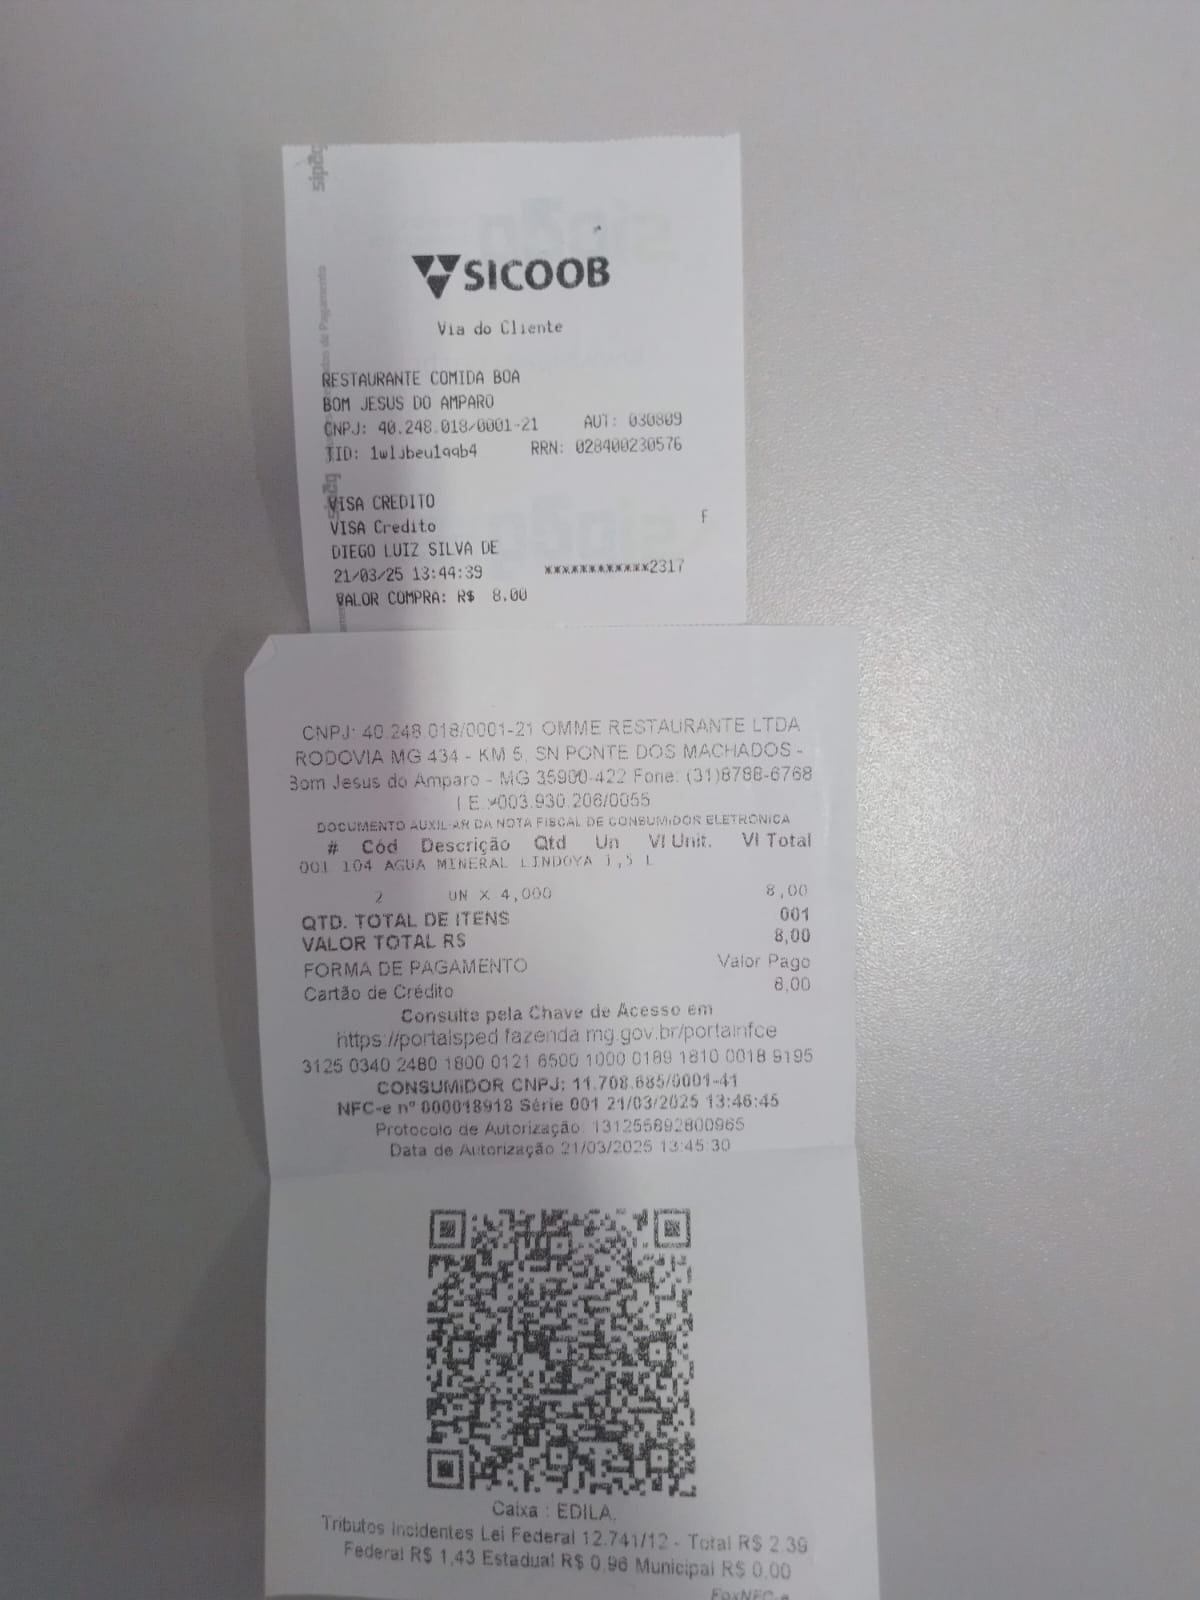 sipag
SICOOB
Via do Cliente
RESTAURANTE COMIDA BOA
BOM JESUS DO AMPARO
CNPJ: 40.248.018/0001-21 AUT: 030809
TID: 1wljbeu1qqb4 RRN: 028400230576
VISA CREDITO
VISA Credito F
DIEGO LUIZ SILVA DE
21/03/25 13:44:39 ************2317
VALOR COMPRA: R$ 8,00
CNPJ: 40.248.018/0001-21 OMME RESTAURANTE LTDA
RODOVIA MG 434 - KM 5, SN PONTE DOS MACHADOS -
Bom Jesus do Amparo - MG 35900-422 Fone: (31)8788-6768
I.E.:003.930.206/0055
DOCUMENTO AUXILIAR DA NOTA FISCAL DE CONSUMIDOR ELETRONICA
# Cód Descrição Qtd Un Vl Unit. Vl Total
001 104 AGUA MINERAL LINDOYA 1,5 L
2 UN X 4,000 8,00
QTD. TOTAL DE ITENS 001
VALOR TOTAL R$ 8,00
FORMA DE PAGAMENTO Valor Pago
Cartão de Crédito 8,00
Consulte pela Chave de Acesso em
https://portalsped.fazenda.mg.gov.br/portalnfce
3125 0340 2480 1800 0121 6500 1000 0189 1810 0018 9195
CONSUMIDOR CNPJ: 11.708.685/0001-41
NFC-e nº 000018918 Série 001 21/03/2025 13:46:45
Protocolo de Autorização: 131255892800965
Data de Autorização 21/03/2025 13:45:30
Caixa : EDILA.
Tributos Incidentes Lei Federal 12.741/12 - Total R$ 2,39
Federal R$ 1,43 Estadual R$ 0,96 Municipal R$ 0,00
FoxNFC-e